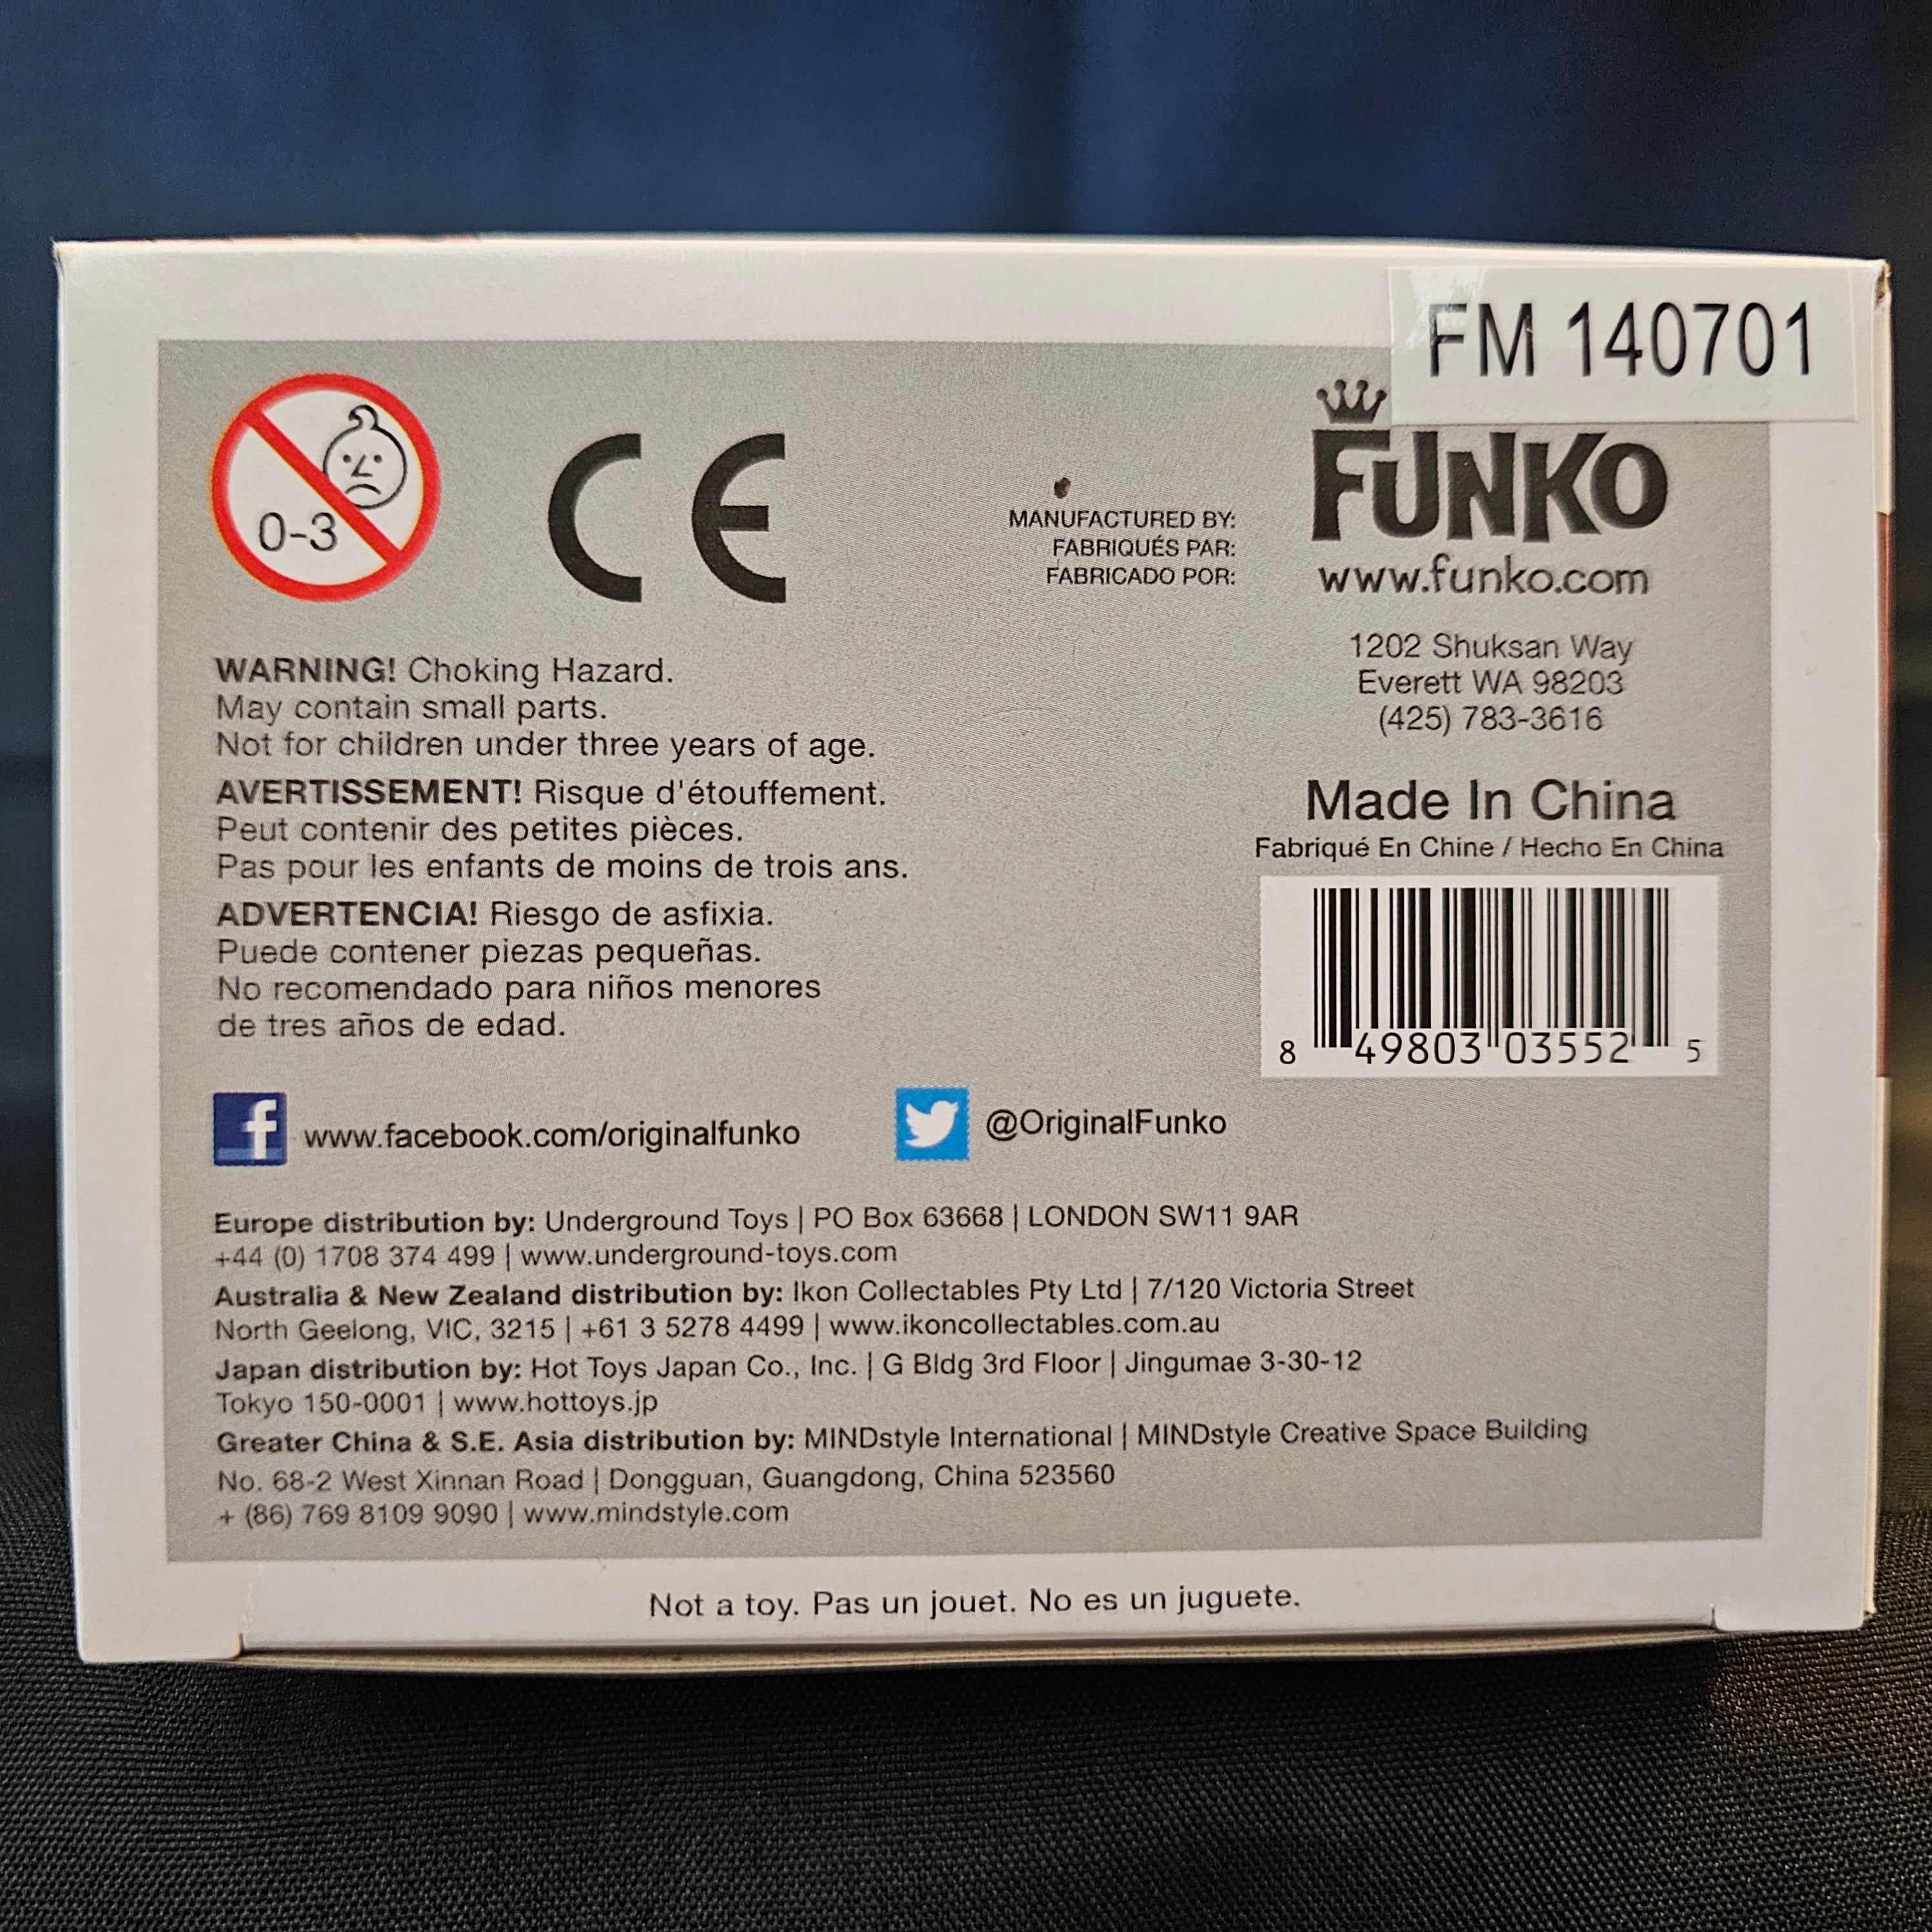 FM 140701
0-3
CE
MANUFACTURED BY:
FABRIQUÉS PAR:
FABRICADO POR:
FUNKO
www.funko.com
1202 Shuksan Way
Everett WA 98203
(425) 783-3616
Made In China
Fabriqué En Chine / Hecho En China
8 49803 03552 5
WARNING! Choking Hazard.
May contain small parts.
Not for children under three years of age.
AVERTISSEMENT! Risque d'étouffement.
Peut contenir des petites pièces.
Pas pour les enfants de moins de trois ans.
ADVERTENCIA! Riesgo de asfixia.
Puede contener piezas pequeñas.
No recomendado para niños menores
de tres años de edad.
f www.facebook.com/originalfunko
@OriginalFunko
Europe distribution by: Underground Toys | PO Box 63668 | LONDON SW11 9AR
+44 (0) 1708 374 499 | www.underground-toys.com
Australia & New Zealand distribution by: Ikon Collectables Pty Ltd | 7/120 Victoria Street
North Geelong, VIC, 3215 | +61 3 5278 4499 | www.ikoncollectables.com.au
Japan distribution by: Hot Toys Japan Co., Inc. | G Bldg 3rd Floor | Jingumae 3-30-12
Tokyo 150-0001 | www.hottoys.jp
Greater China & S.E. Asia distribution by: MINDstyle International | MINDstyle Creative Space Building
No. 68-2 West Xinnan Road | Dongguan, Guangdong, China 523560
+ (86) 769 8109 9090 | www.mindstyle.com
Not a toy. Pas un jouet. No es un juguete.